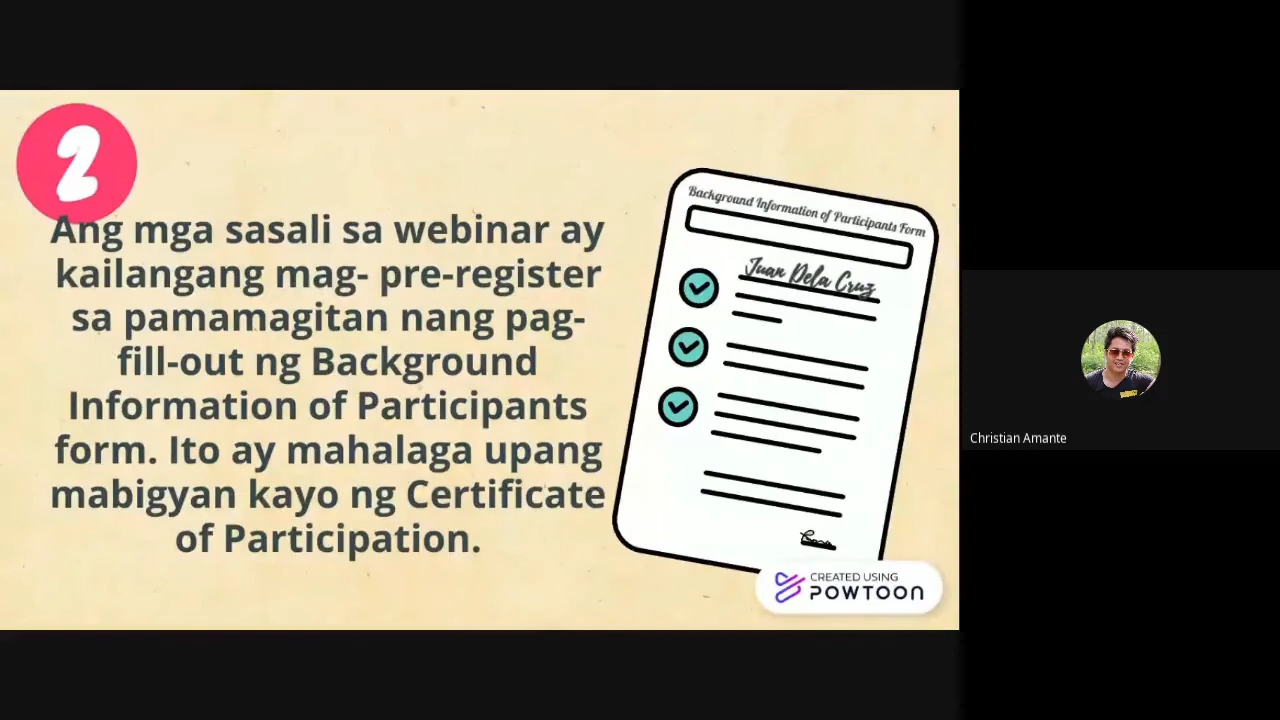 2
Ang mga sasali sa webinar ay
kailangang mag- pre-register
sa pamamagitan nang pag-
fill-out ng Background
Information of Participants
form. Ito ay mahalaga upang
mabigyan kayo ng Certificate
of Participation.
Background Information of Participants Form
Juan Dela Cruz
CREATED USING
POWTOON
Christian Amante